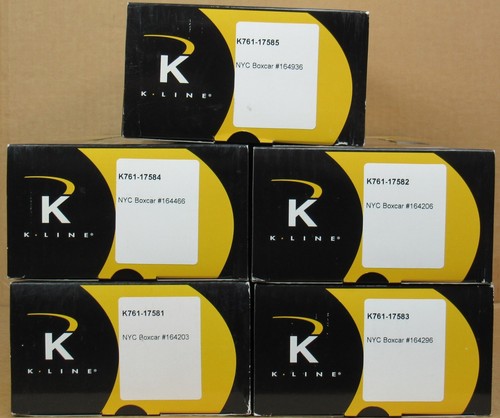 K
K-LINE®
K761-17585
NYC Boxcar #164936
K
K-LINE®
K761-17584
NYC Boxcar #164466
K
K-LINE®
K761-17582
NYC Boxcar #164206
K
K-LINE®
K761-17581
NYC Boxcar #164203
K
K-LINE®
K761-17583
NYC Boxcar #164296